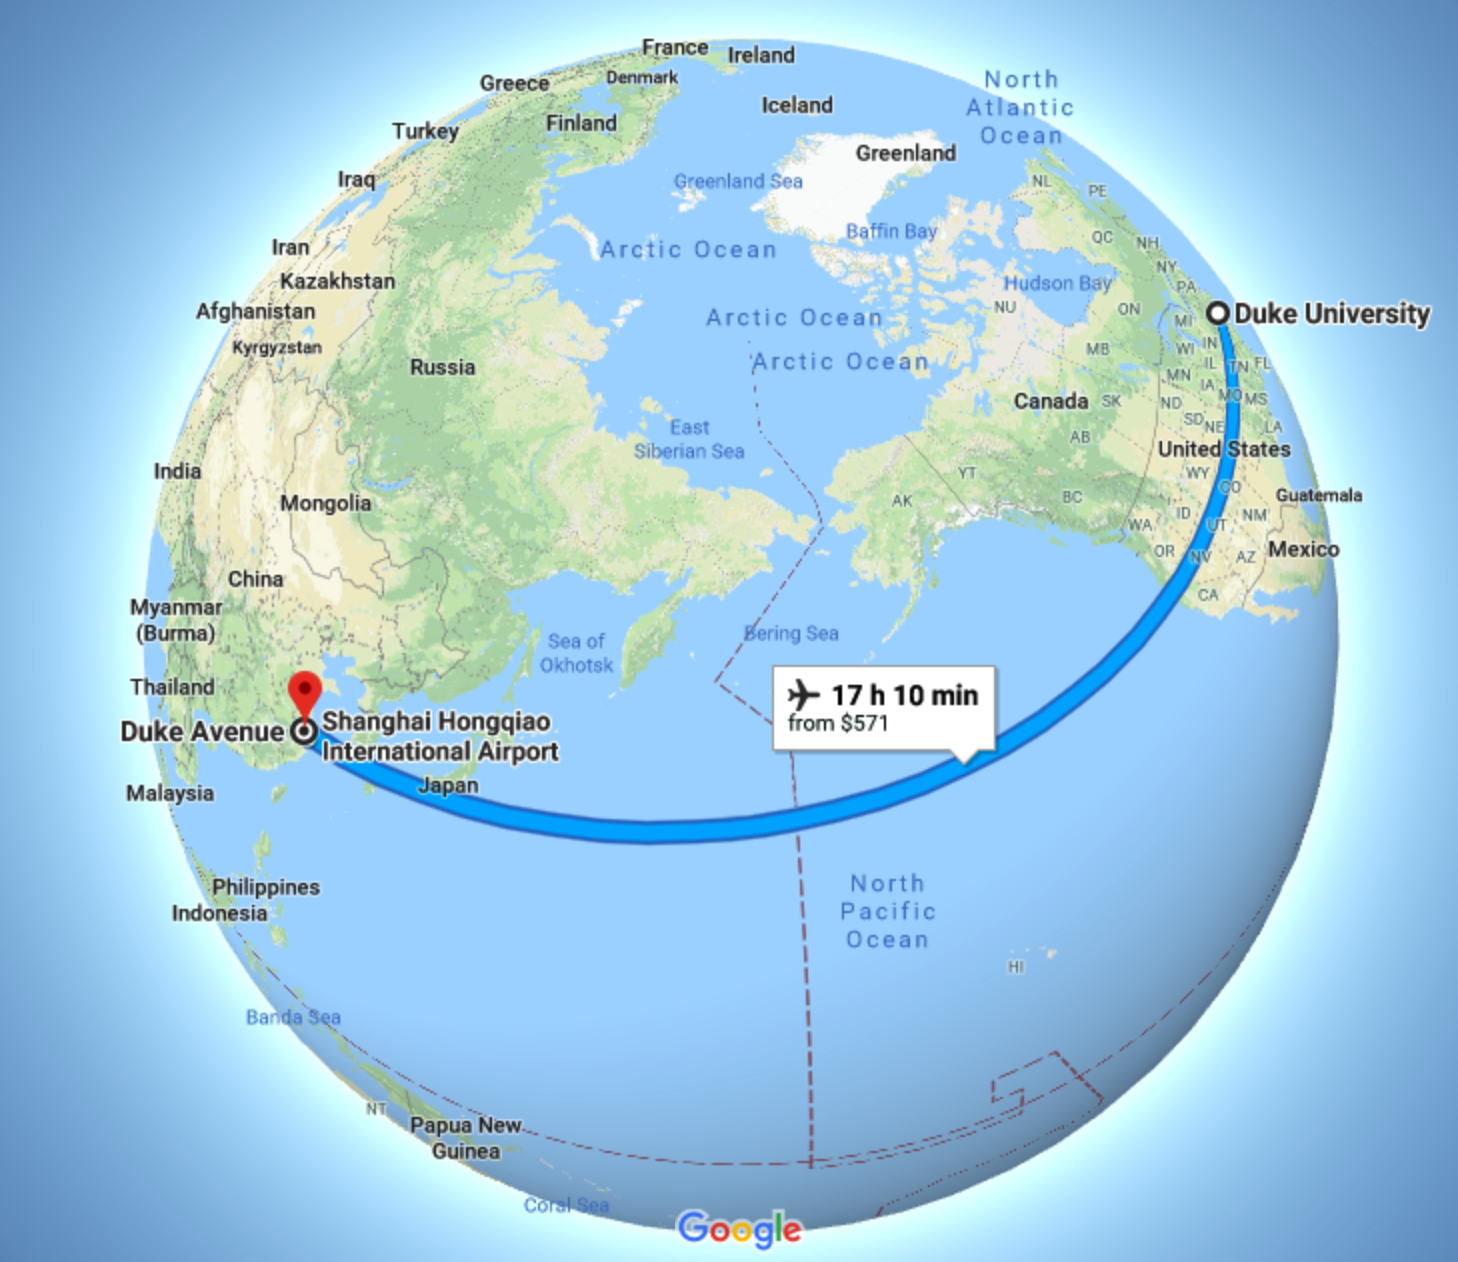 France
Ireland
Greece
Denmark
Iceland
North
Atlantic
Ocean
Turkey
Finland
Greenland
Iraq
Greenland Sea
NL
PE
Iran
Arctic Ocean
Baffin Bay
QC
NH
Kazakhstan
Hudson Bay
NY
PA
Afghanistan
Arctic Ocean
NU
ON
MI
Duke University
Kyrgyzstan
Russia
Arctic Ocean
MB
WI
IN
IL
TN
FL
MN
IA
Canada
SK
ND
MO
MS
East
Siberian Sea
AB
SD
NE
LA
United States
India
Mongolia
YT
AK
BC
WY
CO
Guatemala
WA
ID
UT
NM
OR
NV
AZ
Mexico
China
CA
Myanmar
(Burma)
Sea of
Okhotsk
Bering Sea
Thailand
17 h 10 min
from $571
Duke Avenue
Shanghai Hongqiao
International Airport
Malaysia
Japan
Philippines
Indonesia
North
Pacific
Ocean
HI
Banda Sea
NT
Papua New
Guinea
Coral Sea
Google